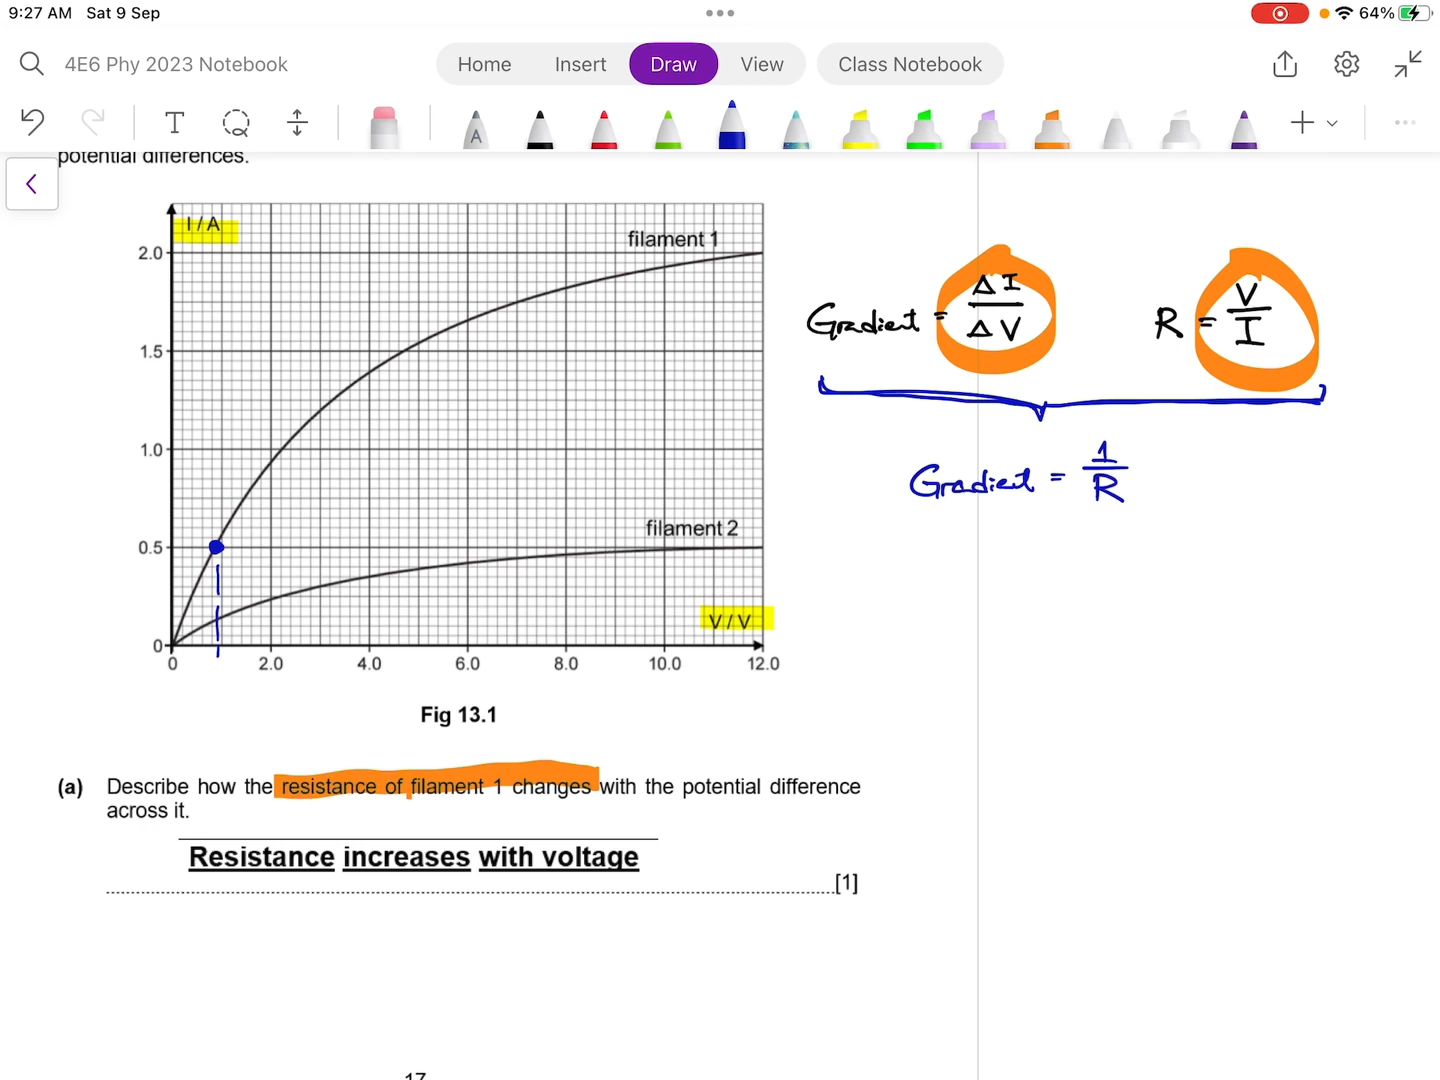 9:27 AM Sat 9 Sep
64%
4E6 Phy 2023 Notebook
Home Insert Draw View Class Notebook
T A
potential differences.
I / A
filament 1
2.0
1.5
1.0
0.5
0
filament 2
V / V
0 2.0 4.0 6.0 8.0 10.0 12.0
Fig 13.1
Gradient = ΔI / ΔV
R = V / I
Gradient = 1 / R
(a) Describe how the resistance of filament 1 changes with the potential difference
across it.
Resistance increases with voltage
[1]
17